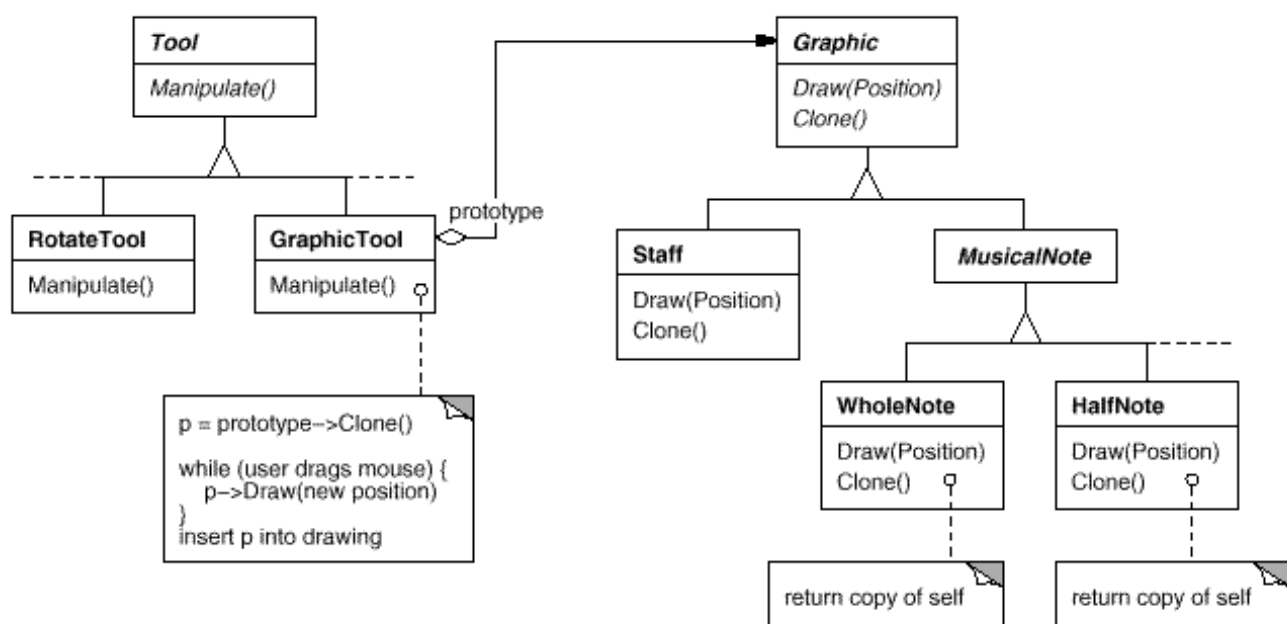 Tool
Manipulate()
Graphic
Draw(Position)
Clone()
prototype
RotateTool
Manipulate()
GraphicTool
Manipulate()
Staff
Draw(Position)
Clone()
MusicalNote
p = prototype−>Clone()
while (user drags mouse) {
p−>Draw(new position)
}
insert p into drawing
WholeNote
Draw(Position)
Clone()
HalfNote
Draw(Position)
Clone()
return copy of self
return copy of self